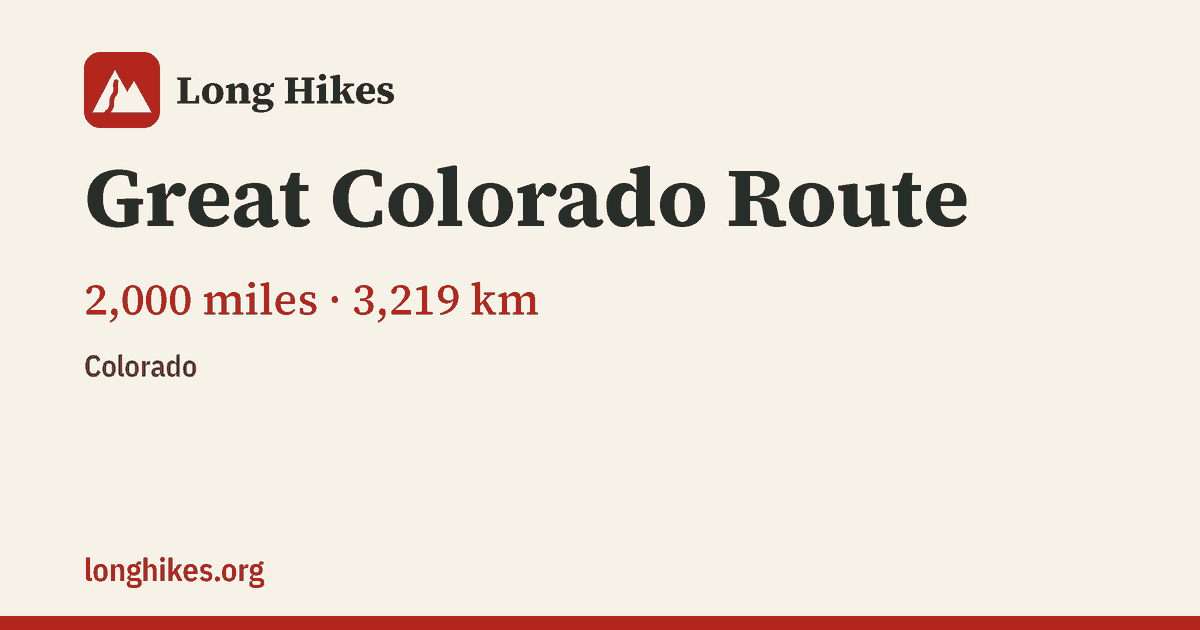 Long Hikes
Great Colorado Route
2,000 miles · 3,219 km
Colorado
longhikes.org